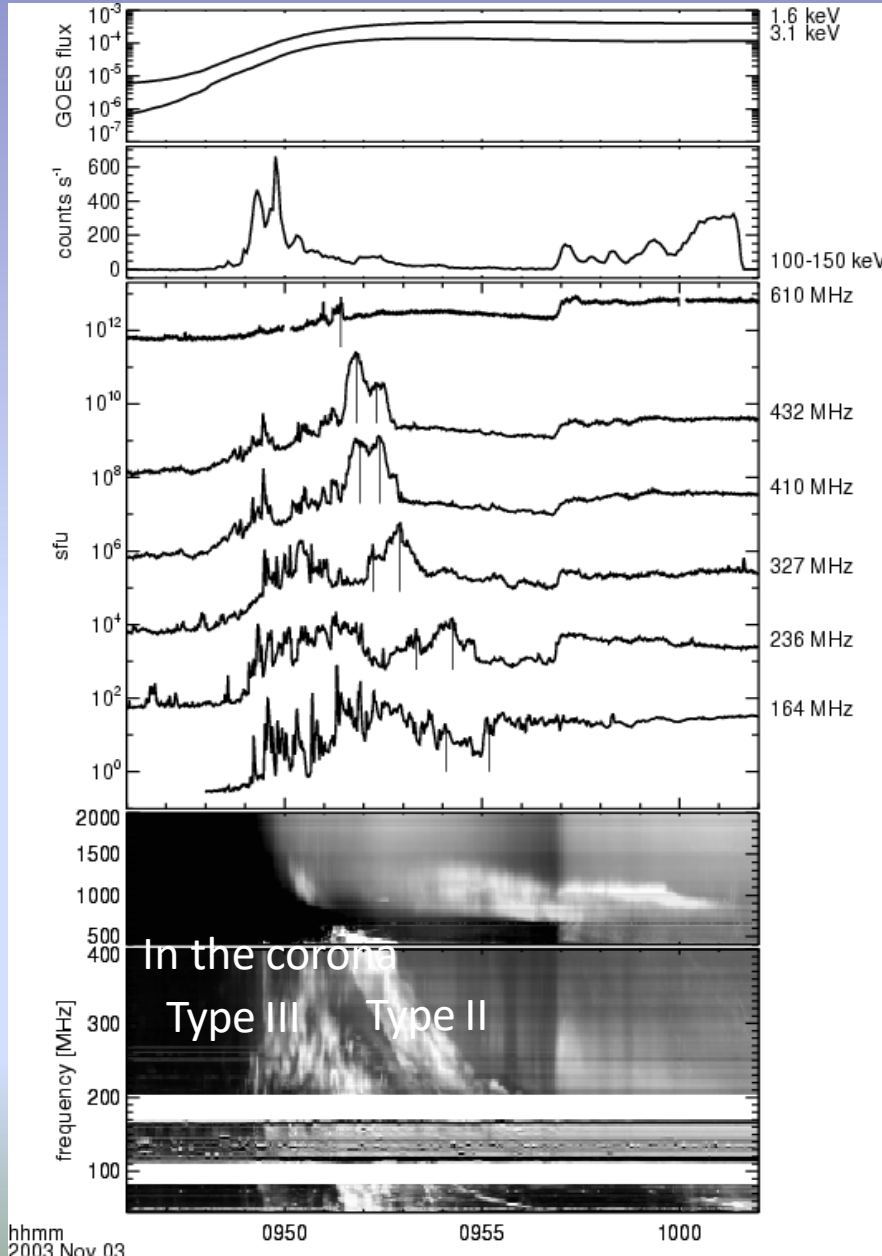 GOES flux
10⁻³
10⁻⁴
10⁻⁵
10⁻⁶
10⁻⁷
1.6 keV
3.1 keV
counts s⁻¹
600
400
200
0
100-150 keV
sfu
10¹²
10¹⁰
10⁸
10⁶
10⁴
10²
10⁰
610 MHz
432 MHz
410 MHz
327 MHz
236 MHz
164 MHz
2000
1500
1000
500
frequency [MHz]
400
300
200
100
In the corona
Type III
Type II
hhmm
0950
0955
1000
2003 Nov 03